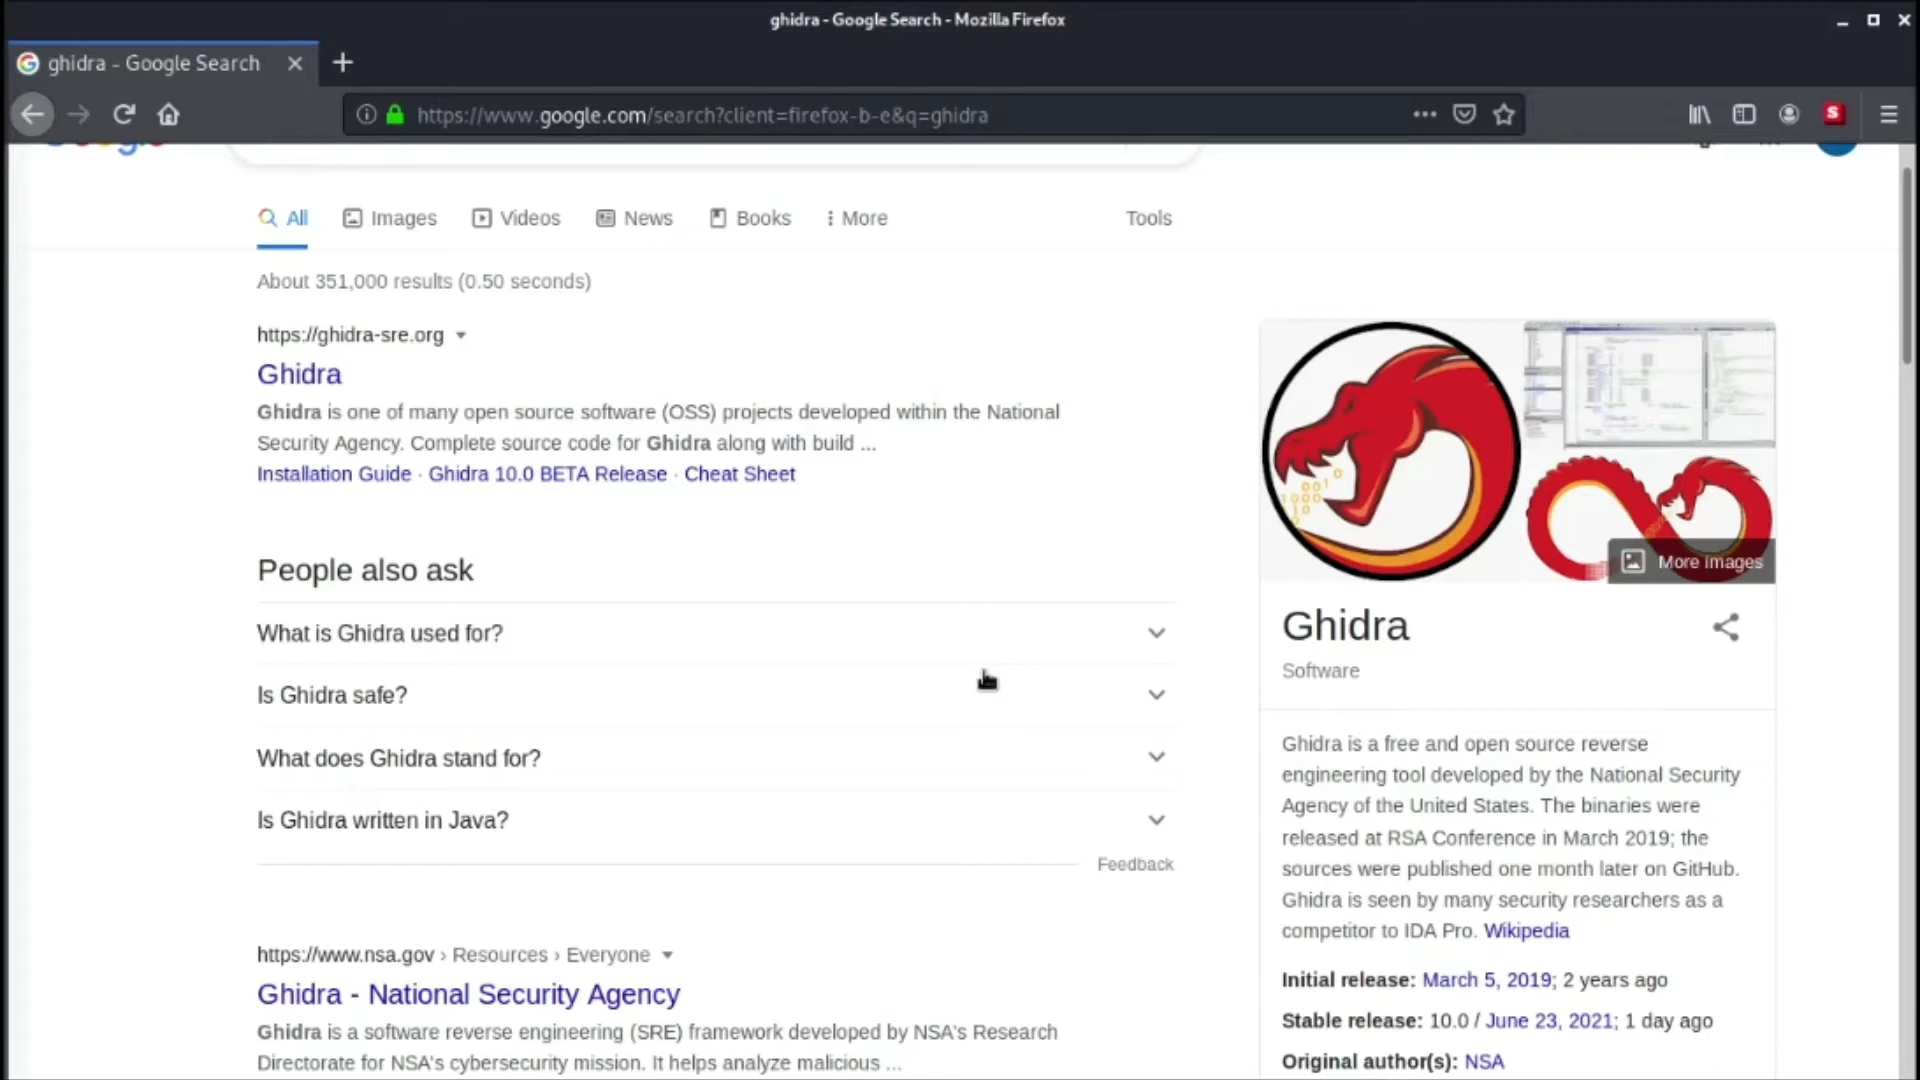 ghidra - Google Search - Mozilla Firefox
ghidra - Google Search
https://www.google.com/search?client=firefox-b-e&q=ghidra
S
All
Images
Videos
News
Books
More
Tools
About 351,000 results (0.50 seconds)
https://ghidra-sre.org
Ghidra
Ghidra is one of many open source software (OSS) projects developed within the National
Security Agency. Complete source code for Ghidra along with build ...
Installation Guide · Ghidra 10.0 BETA Release · Cheat Sheet
People also ask
What is Ghidra used for?
Is Ghidra safe?
What does Ghidra stand for?
Is Ghidra written in Java?
Feedback
https://www.nsa.gov › Resources › Everyone
Ghidra - National Security Agency
Ghidra is a software reverse engineering (SRE) framework developed by NSA's Research
Directorate for NSA's cybersecurity mission. It helps analyze malicious ...
More images
Ghidra
Software
Ghidra is a free and open source reverse
engineering tool developed by the National Security
Agency of the United States. The binaries were
released at RSA Conference in March 2019; the
sources were published one month later on GitHub.
Ghidra is seen by many security researchers as a
competitor to IDA Pro. Wikipedia
Initial release: March 5, 2019; 2 years ago
Stable release: 10.0 / June 23, 2021; 1 day ago
Original author(s): NSA